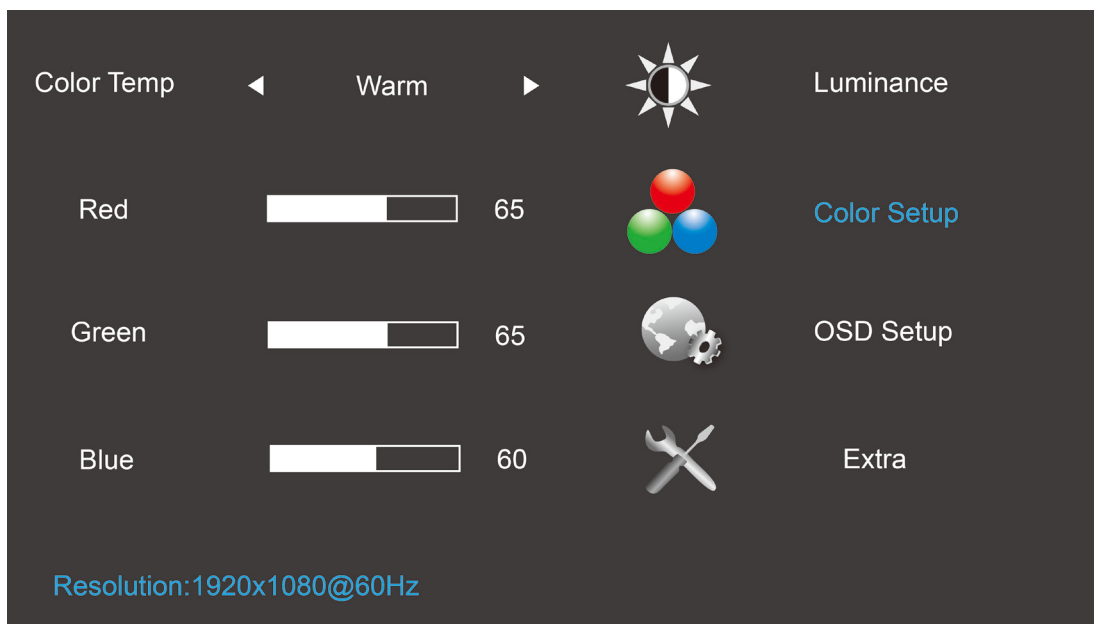 Color Temp Warm Luminance
Red 65 Color Setup
Green 65 OSD Setup
Blue 60 Extra
Resolution:1920x1080@60Hz